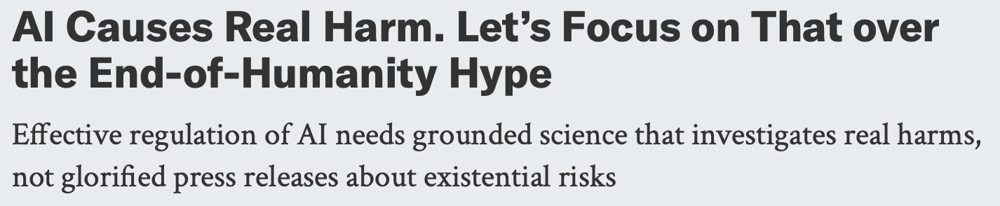 AI Causes Real Harm. Let’s Focus on That over
the End-of-Humanity Hype
Effective regulation of AI needs grounded science that investigates real harms,
not glorified press releases about existential risks